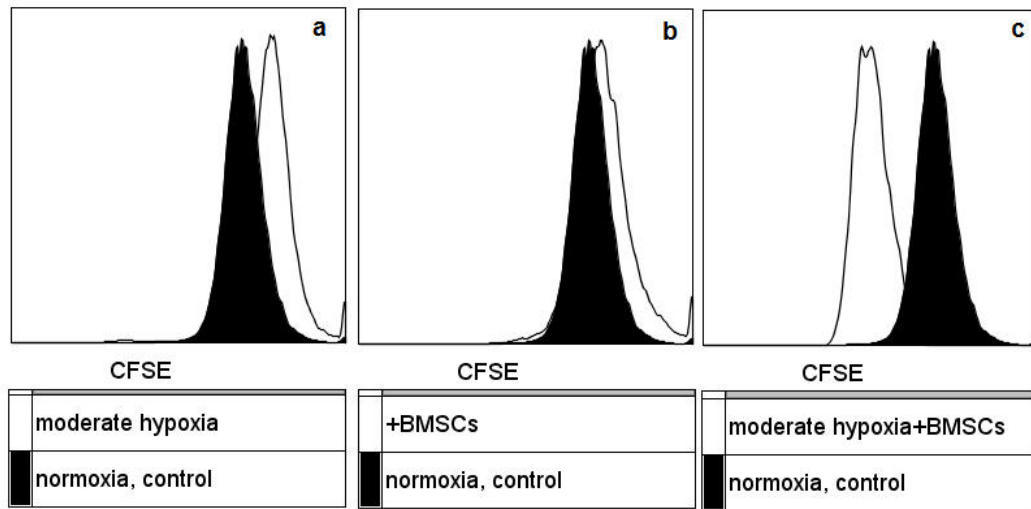 a
b
c
CFSE
CFSE
CFSE
moderate hypoxia
normoxia, control
+BMSCs
normoxia, control
moderate hypoxia+BMSCs
normoxia, control